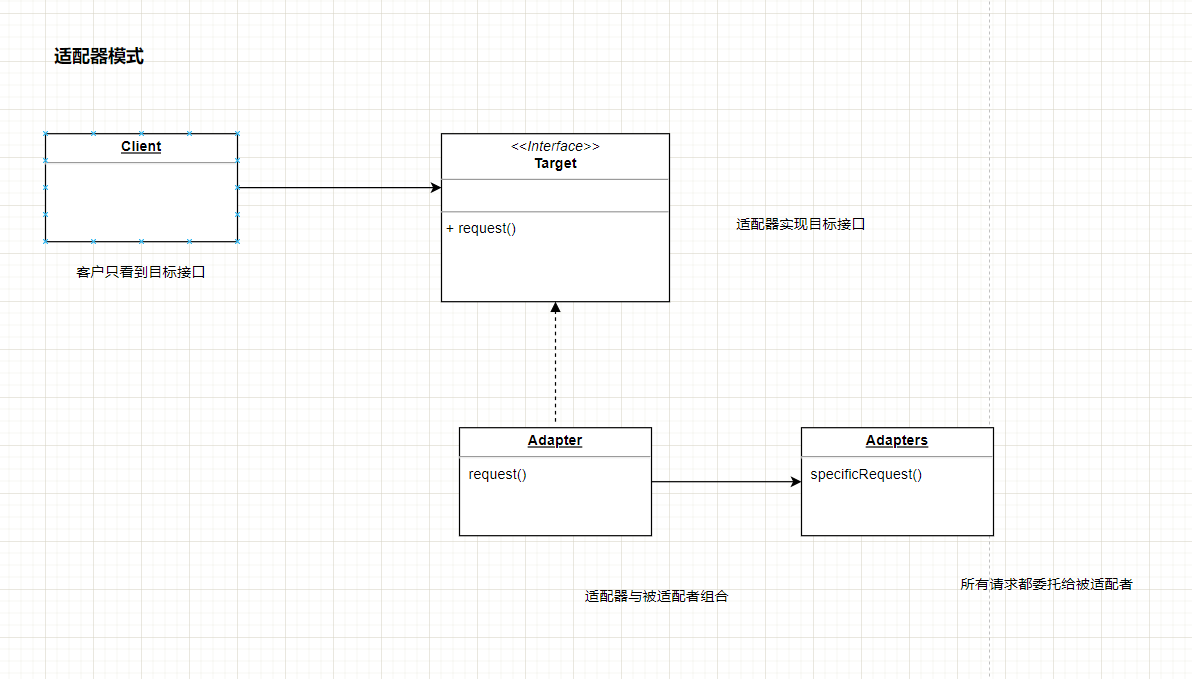 适配器模式
Client
<<Interface>>
Target
+ request()
适配器实现目标接口
客户只看到目标接口
Adapter
request()
Adapters
specificRequest()
适配器与被适配者组合
所有请求都委托给被适配者